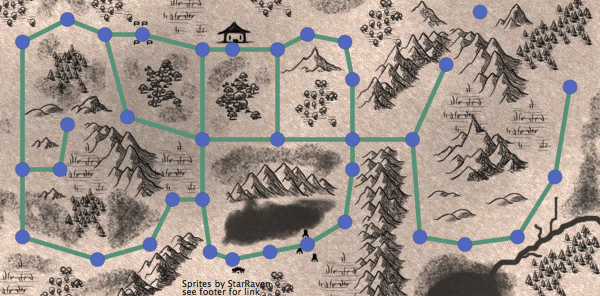 Sprites by StarRaven
see footer for link